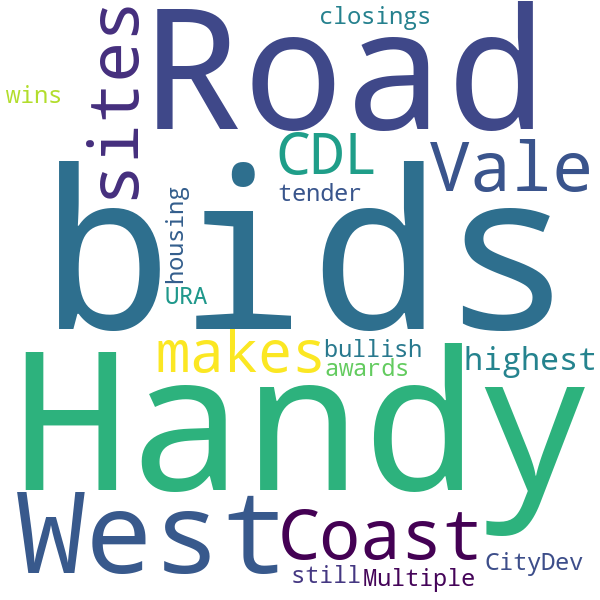 closings
Road
sites
wins
CDL
Vale
tender
bids
housing
URA
makes
bullish
highest
awards
Handy
West
Coast
CityDev
still
Multiple